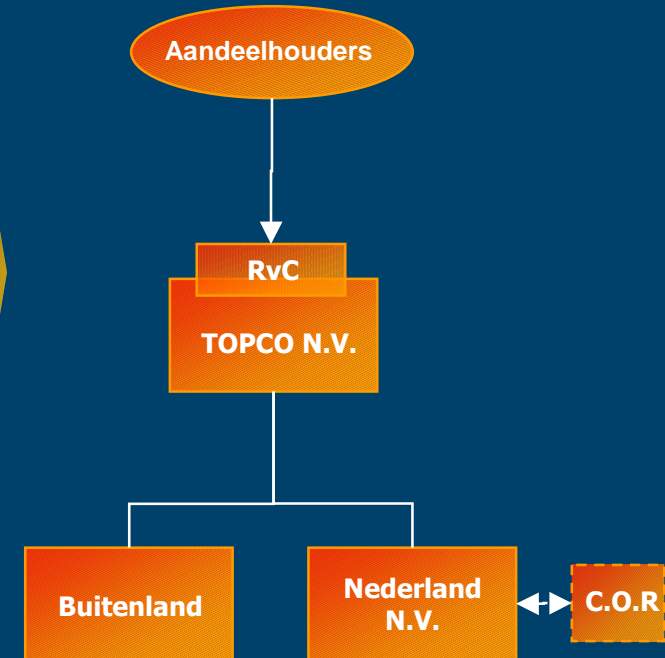 Aandeelhouders
RvC
TOPCO N.V.
Buitenland
Nederland
N.V.
C.O.R